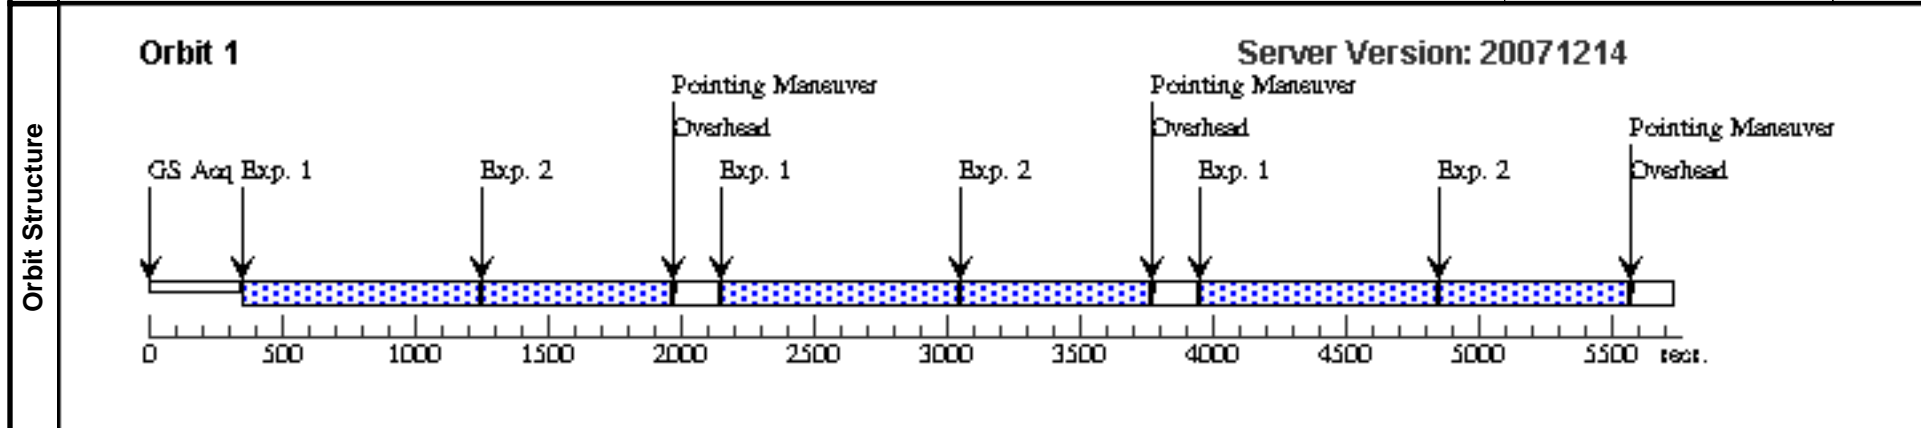 Orbit Structure
Orbit 1
Server Version: 20071214
Pointing Maneuver
Overhead
Pointing Maneuver
Overhead
Pointing Maneuver
Overhead
GS Acq Exp. 1
Exp. 2
Exp. 1
Exp. 2
Exp. 1
Exp. 2
0 500 1000 1500 2000 2500 3000 3500 4000 4500 5000 5500 secs.